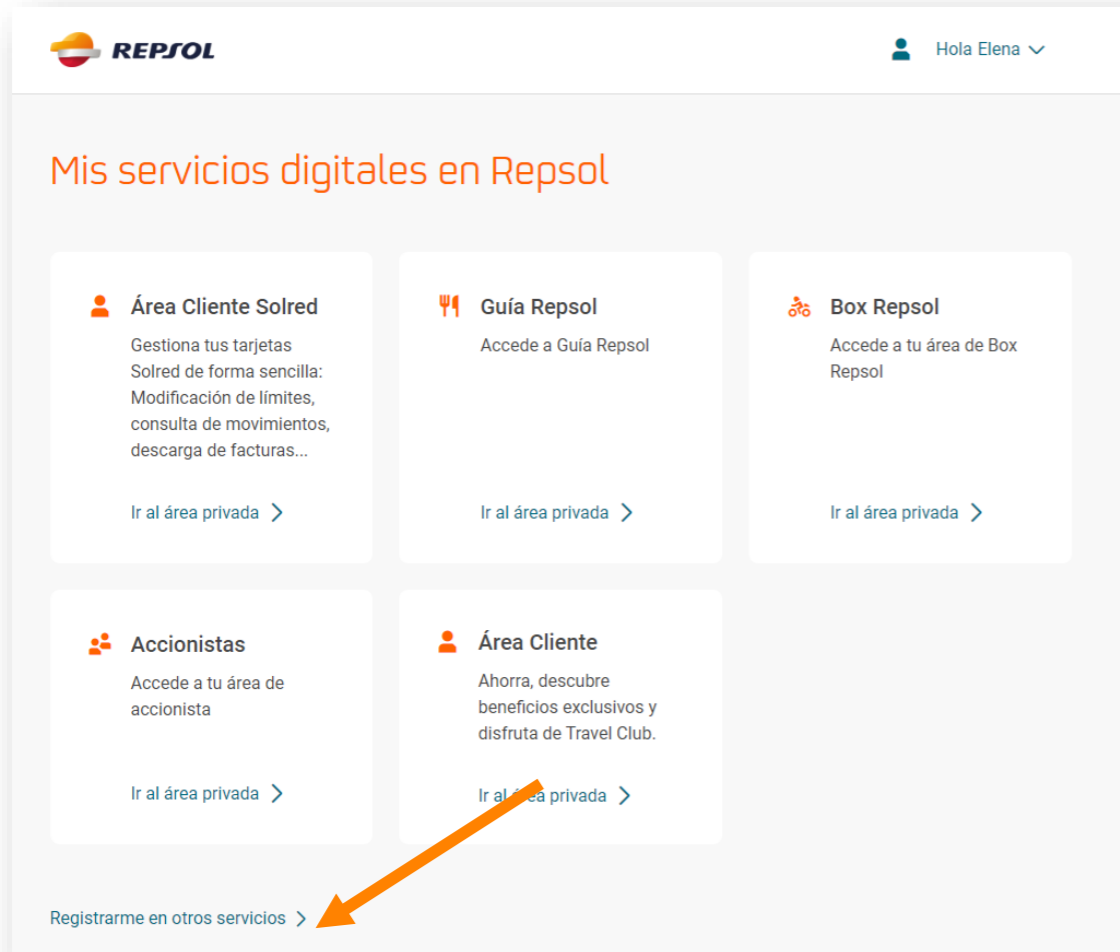 REPSOL
Hola Elena
Mis servicios digitales en Repsol
Área Cliente Solred
Gestiona tus tarjetas
Solred de forma sencilla:
Modificación de límites,
consulta de movimientos,
descarga de facturas...
Ir al área privada
Guía Repsol
Accede a Guía Repsol
Ir al área privada
Box Repsol
Accede a tu área de Box
Repsol
Ir al área privada
Accionistas
Accede a tu área de
accionista
Ir al área privada
Área Cliente
Ahorra, descubre
beneficios exclusivos y
disfruta de Travel Club.
Ir al área privada
Registrarme en otros servicios